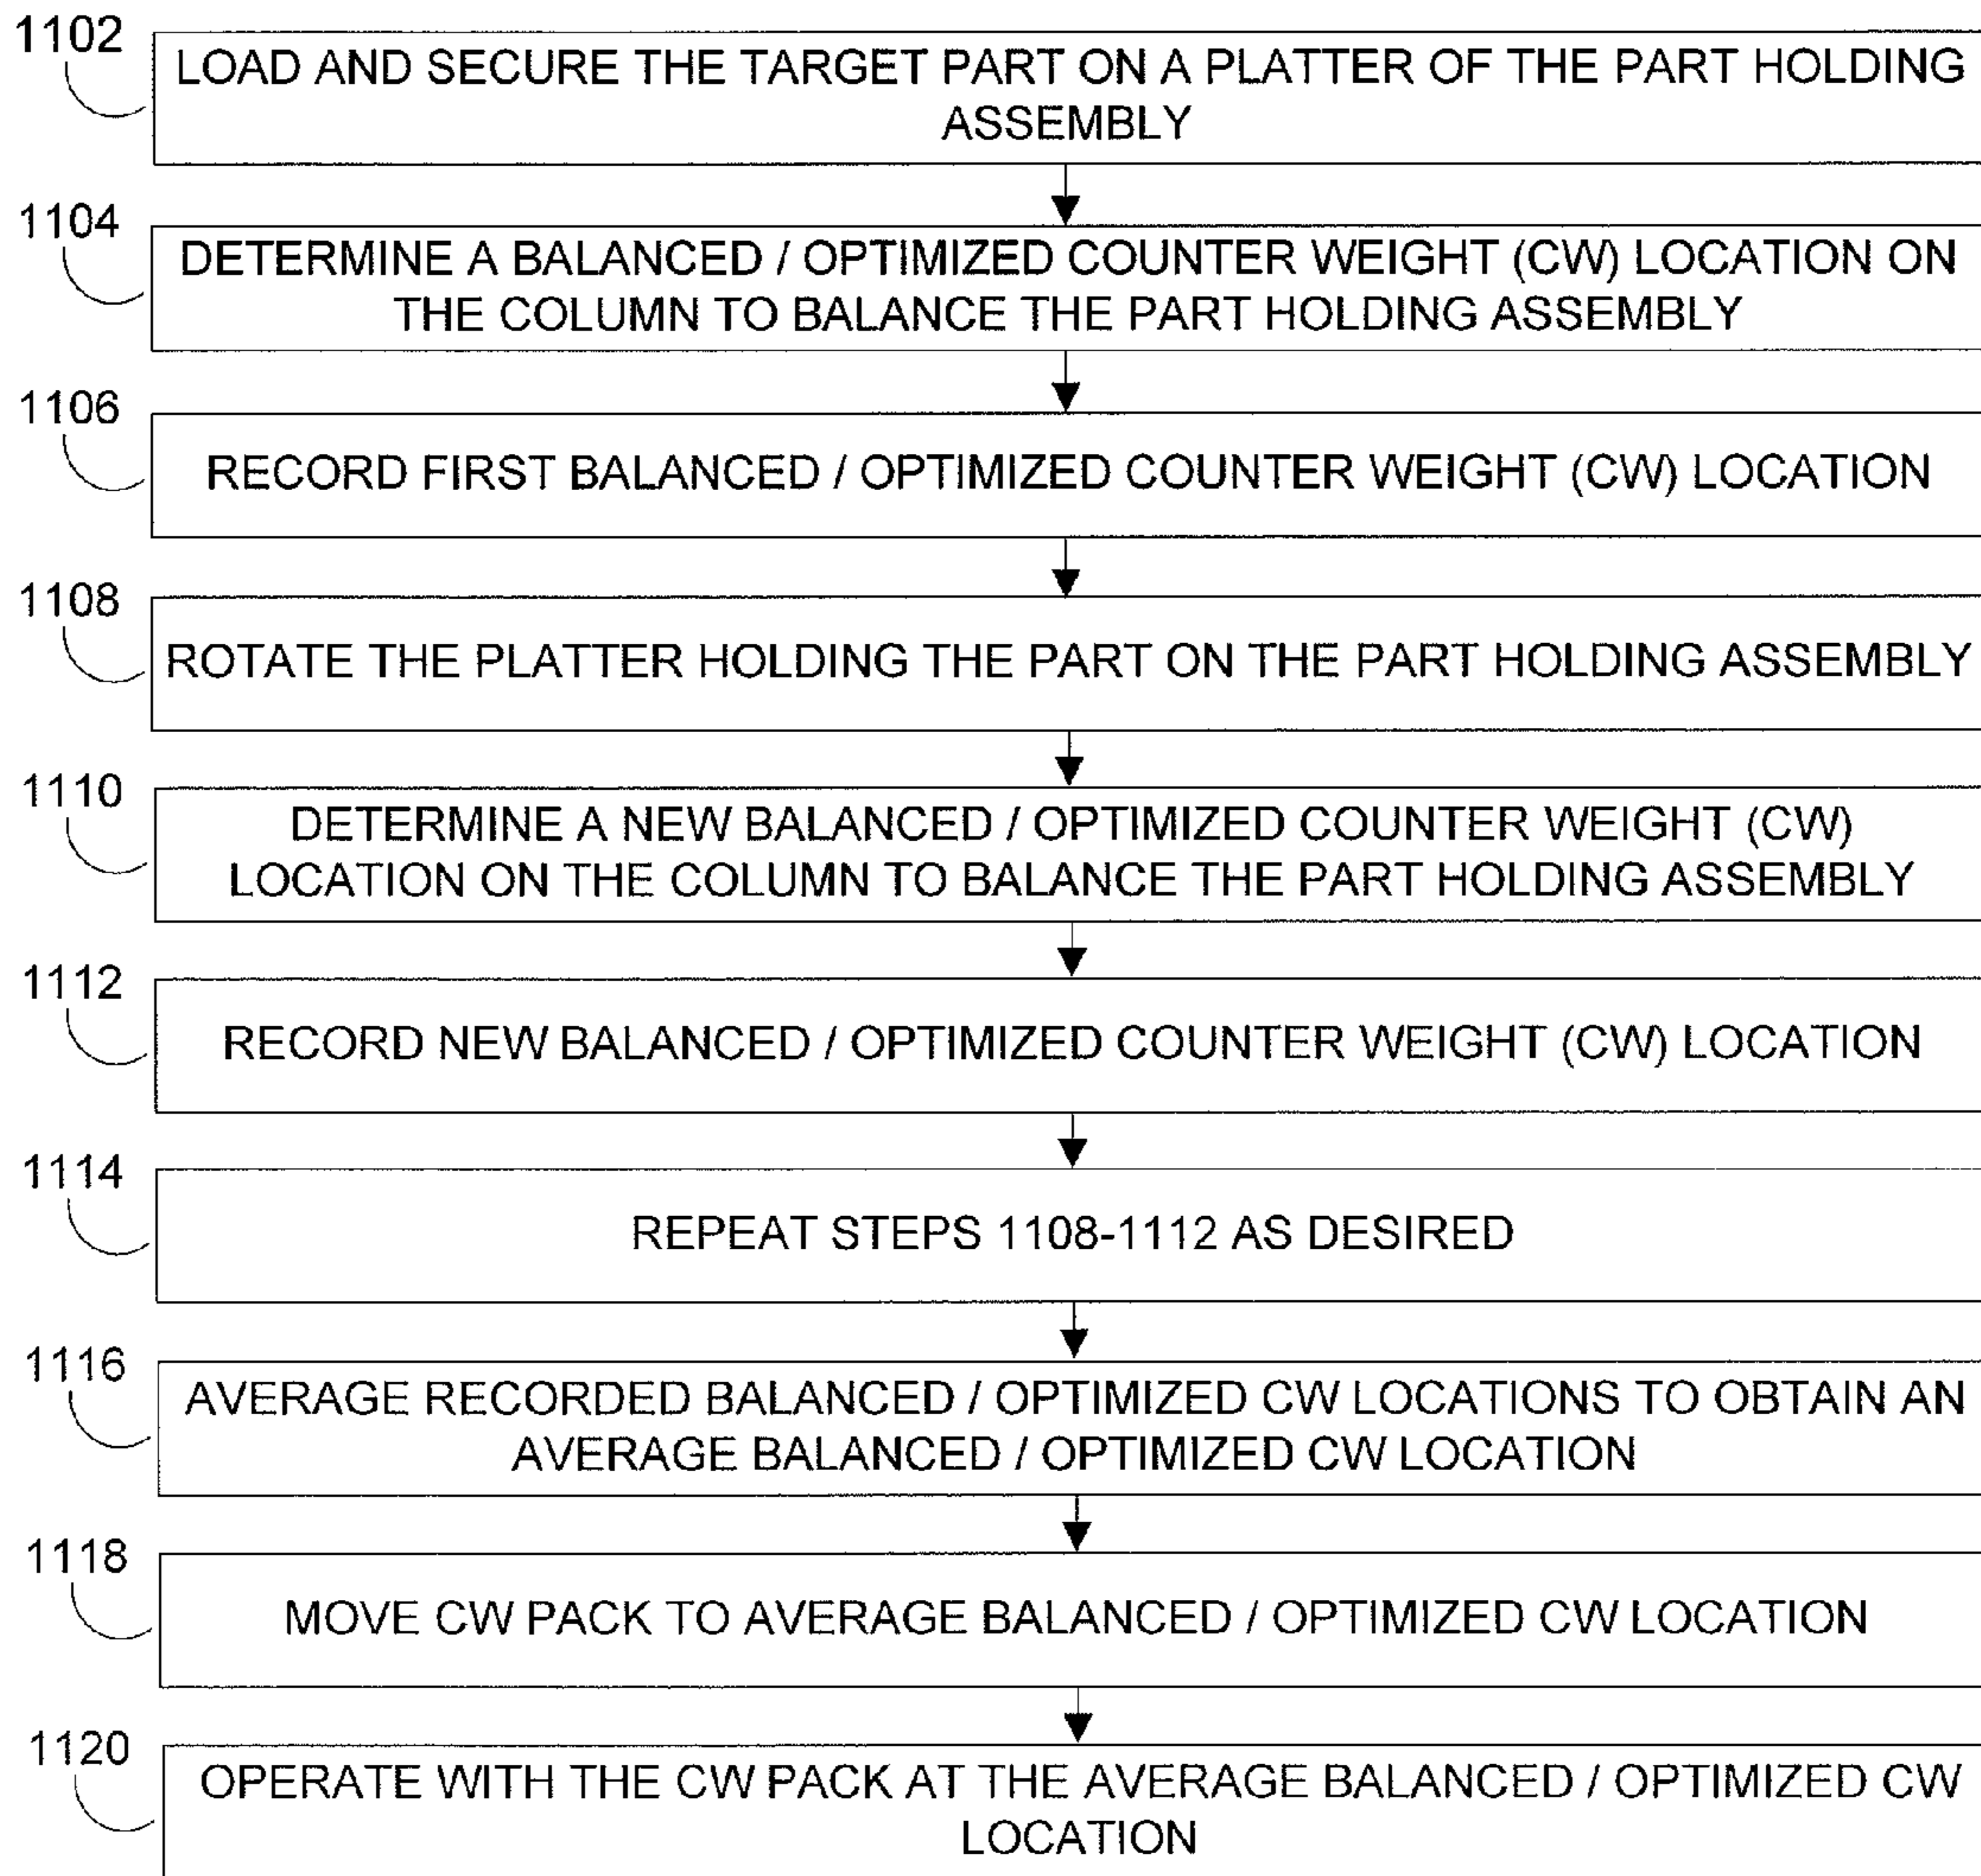 1102
LOAD AND SECURE THE TARGET PART ON A PLATTER OF THE PART HOLDING
ASSEMBLY
1104
DETERMINE A BALANCED / OPTIMIZED COUNTER WEIGHT (CW) LOCATION ON
THE COLUMN TO BALANCE THE PART HOLDING ASSEMBLY
1106
RECORD FIRST BALANCED / OPTIMIZED COUNTER WEIGHT (CW) LOCATION
1108
ROTATE THE PLATTER HOLDING THE PART ON THE PART HOLDING ASSEMBLY
1110
DETERMINE A NEW BALANCED / OPTIMIZED COUNTER WEIGHT (CW)
LOCATION ON THE COLUMN TO BALANCE THE PART HOLDING ASSEMBLY
1112
RECORD NEW BALANCED / OPTIMIZED COUNTER WEIGHT (CW) LOCATION
1114
REPEAT STEPS 1108-1112 AS DESIRED
1116
AVERAGE RECORDED BALANCED / OPTIMIZED CW LOCATIONS TO OBTAIN AN
AVERAGE BALANCED / OPTIMIZED CW LOCATION
1118
MOVE CW PACK TO AVERAGE BALANCED / OPTIMIZED CW LOCATION
1120
OPERATE WITH THE CW PACK AT THE AVERAGE BALANCED / OPTIMIZED CW
LOCATION